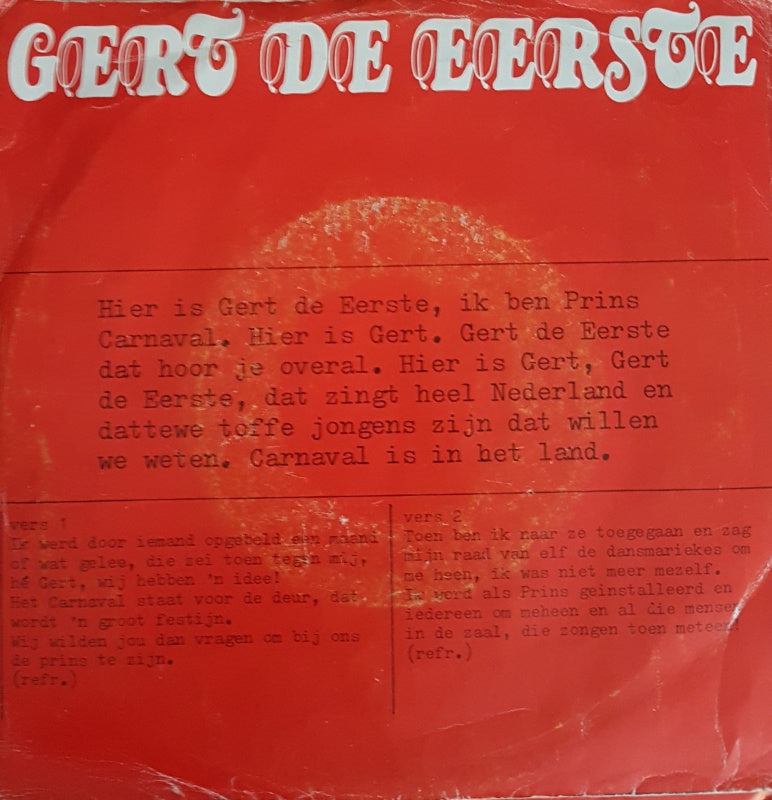 GERT DE EERSTE
Hier is Gert de Eerste, ik ben Prins
Carnaval. Hier is Gert. Gert de Eerste
dat hoor je overal. Hier is Gert, Gert
de Eerste, dat zingt heel Nederland en
dattewe toffe jongens zijn dat willen
we weten. Carnaval is in het land.
vers 1
Ik werd door iemand opgebeld een maand
of wat gelee, die zei toen tegen mij,
hé Gert, wij hebben 'n idee!
Het Carnaval staat voor de deur, dat
wordt 'n groot festijn.
Wij wilden jou dan vragen om bij ons
de prins te zijn.
(refr.)
vers 2
Toen ben ik naar ze toegegaan en zag
mijn raad van elf de dansmariekes om
me heen, ik was niet meer mezelf.
Ik werd als Prins geinstalleerd en
iedereen om meheen en al die mensen
in de zaal, die zongen toen meteen!
(refr.)